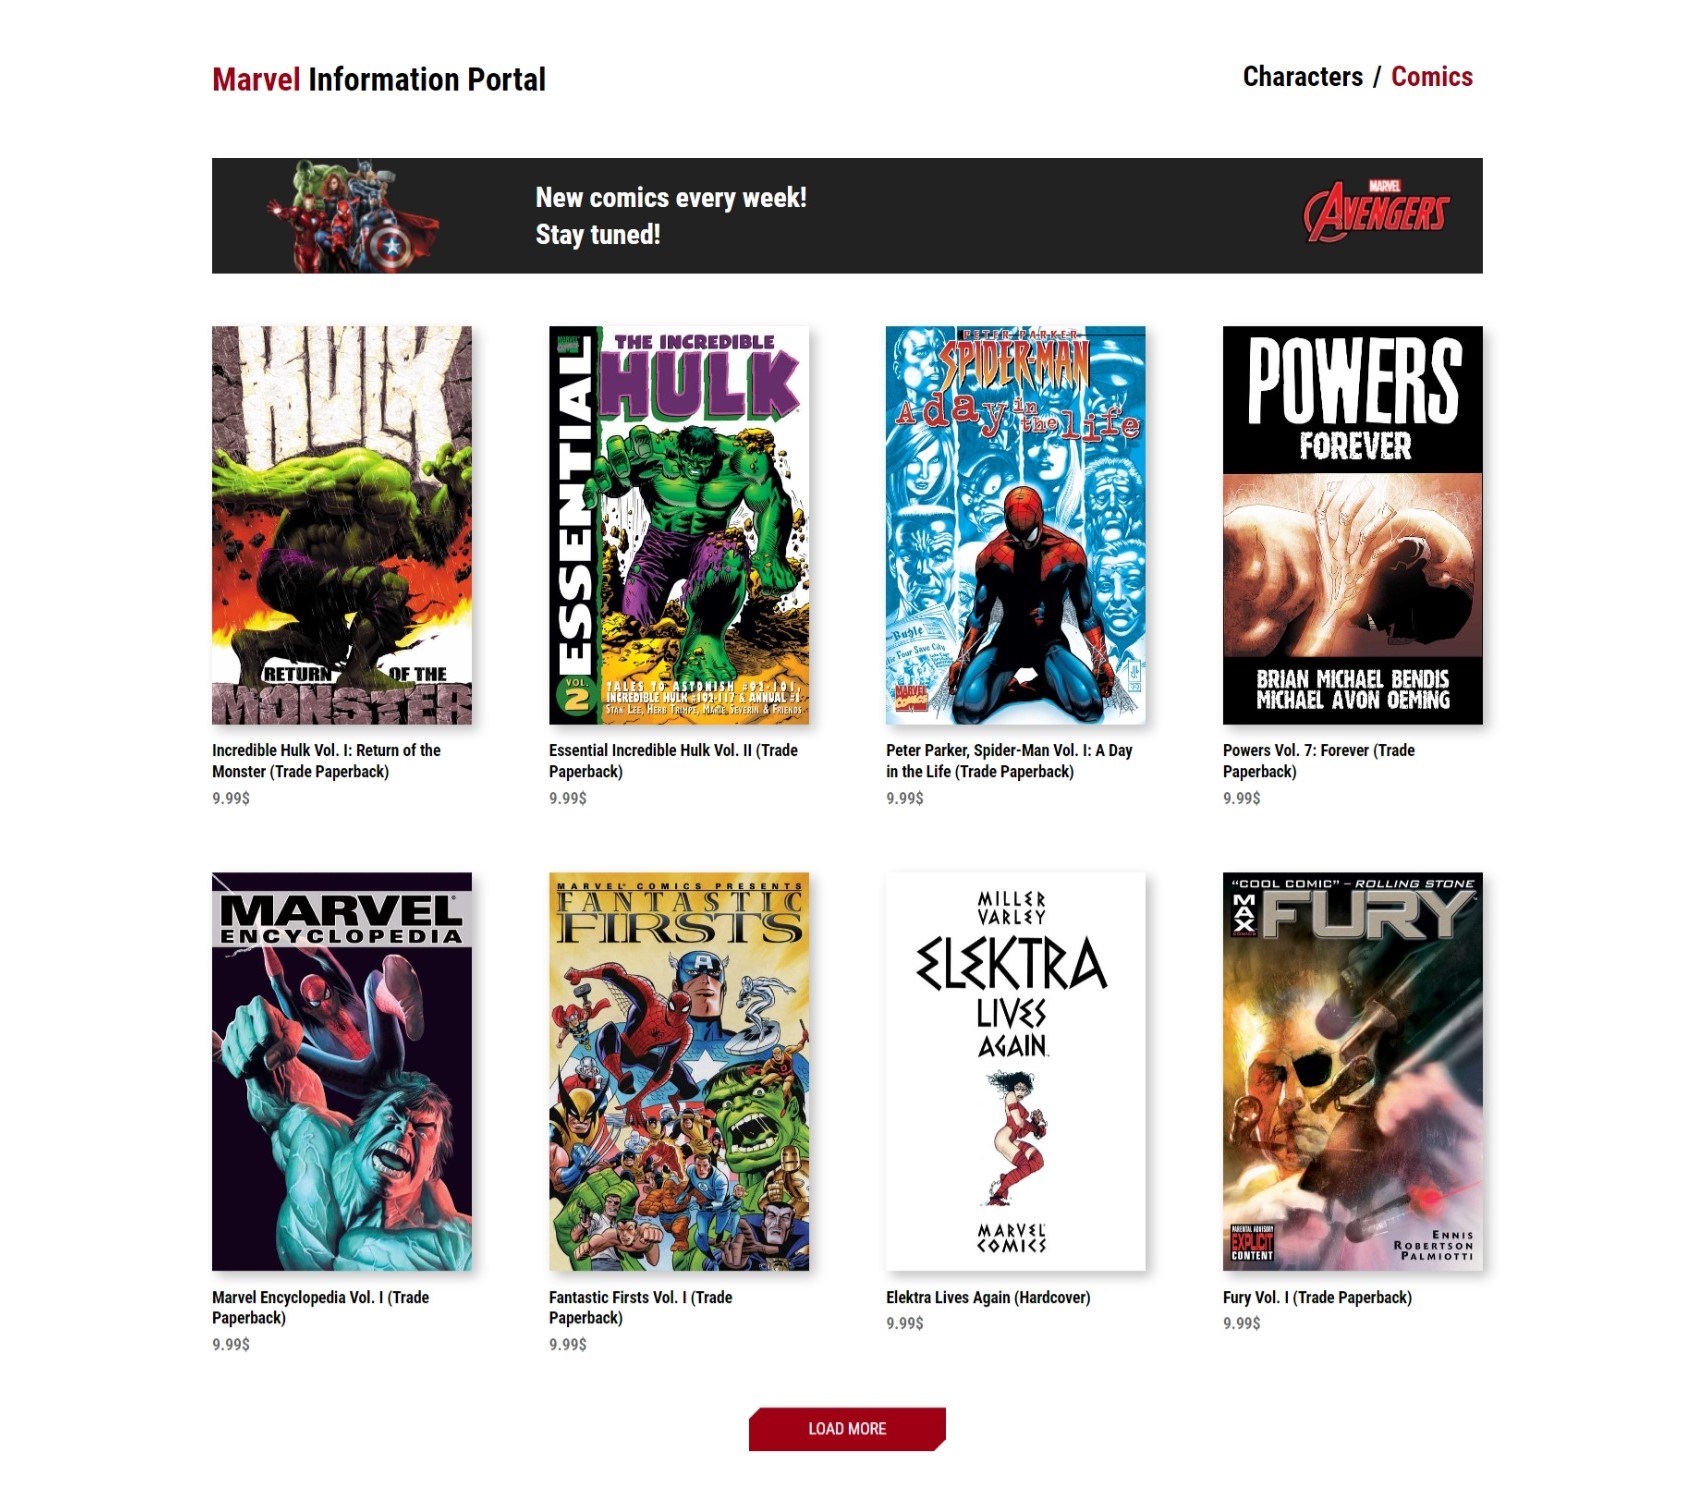 Marvel Information Portal
Characters / Comics
New comics every week!
Stay tuned!
MARVEL
AVENGERS
HULK
RETURN OF THE
MONSTER
Incredible Hulk Vol. I: Return of the
Monster (Trade Paperback)
9.99$
ESSENTIAL
VOL.
2
THE INCREDIBLE
HULK
TALES TO ASTONISH #92-101,
INCREDIBLE HULK #102-117 & ANNUAL #1
STAN LEE, HERB TRIMPE, MARIE SEVERIN & FRIENDS
Essential Incredible Hulk Vol. II (Trade
Paperback)
9.99$
PETER PARKER
SPIDER-MAN
A day in the life
Bugle
Four Save City
MARVEL
COMICS
Peter Parker, Spider-Man Vol. I: A Day
in the Life (Trade Paperback)
9.99$
POWERS
FOREVER
BRIAN MICHAEL BENDIS
MICHAEL AVON OEMING
Powers Vol. 7: Forever (Trade
Paperback)
9.99$
MARVEL
ENCYCLOPEDIA
Marvel Encyclopedia Vol. I (Trade
Paperback)
9.99$
MARVEL COMICS PRESENTS
FANTASTIC
FIRSTS
Fantastic Firsts Vol. I (Trade
Paperback)
9.99$
MILLER
VARLEY
ELEKTRA
LIVES
AGAIN
MARVEL
COMICS
Elektra Lives Again (Hardcover)
9.99$
"COOL COMIC" – ROLLING STONE
MAX
FURY
PARENTAL ADVISORY
EXPLICIT
CONTENT
ENNIS
ROBERTSON
PALMIOTTI
Fury Vol. I (Trade Paperback)
9.99$
LOAD MORE